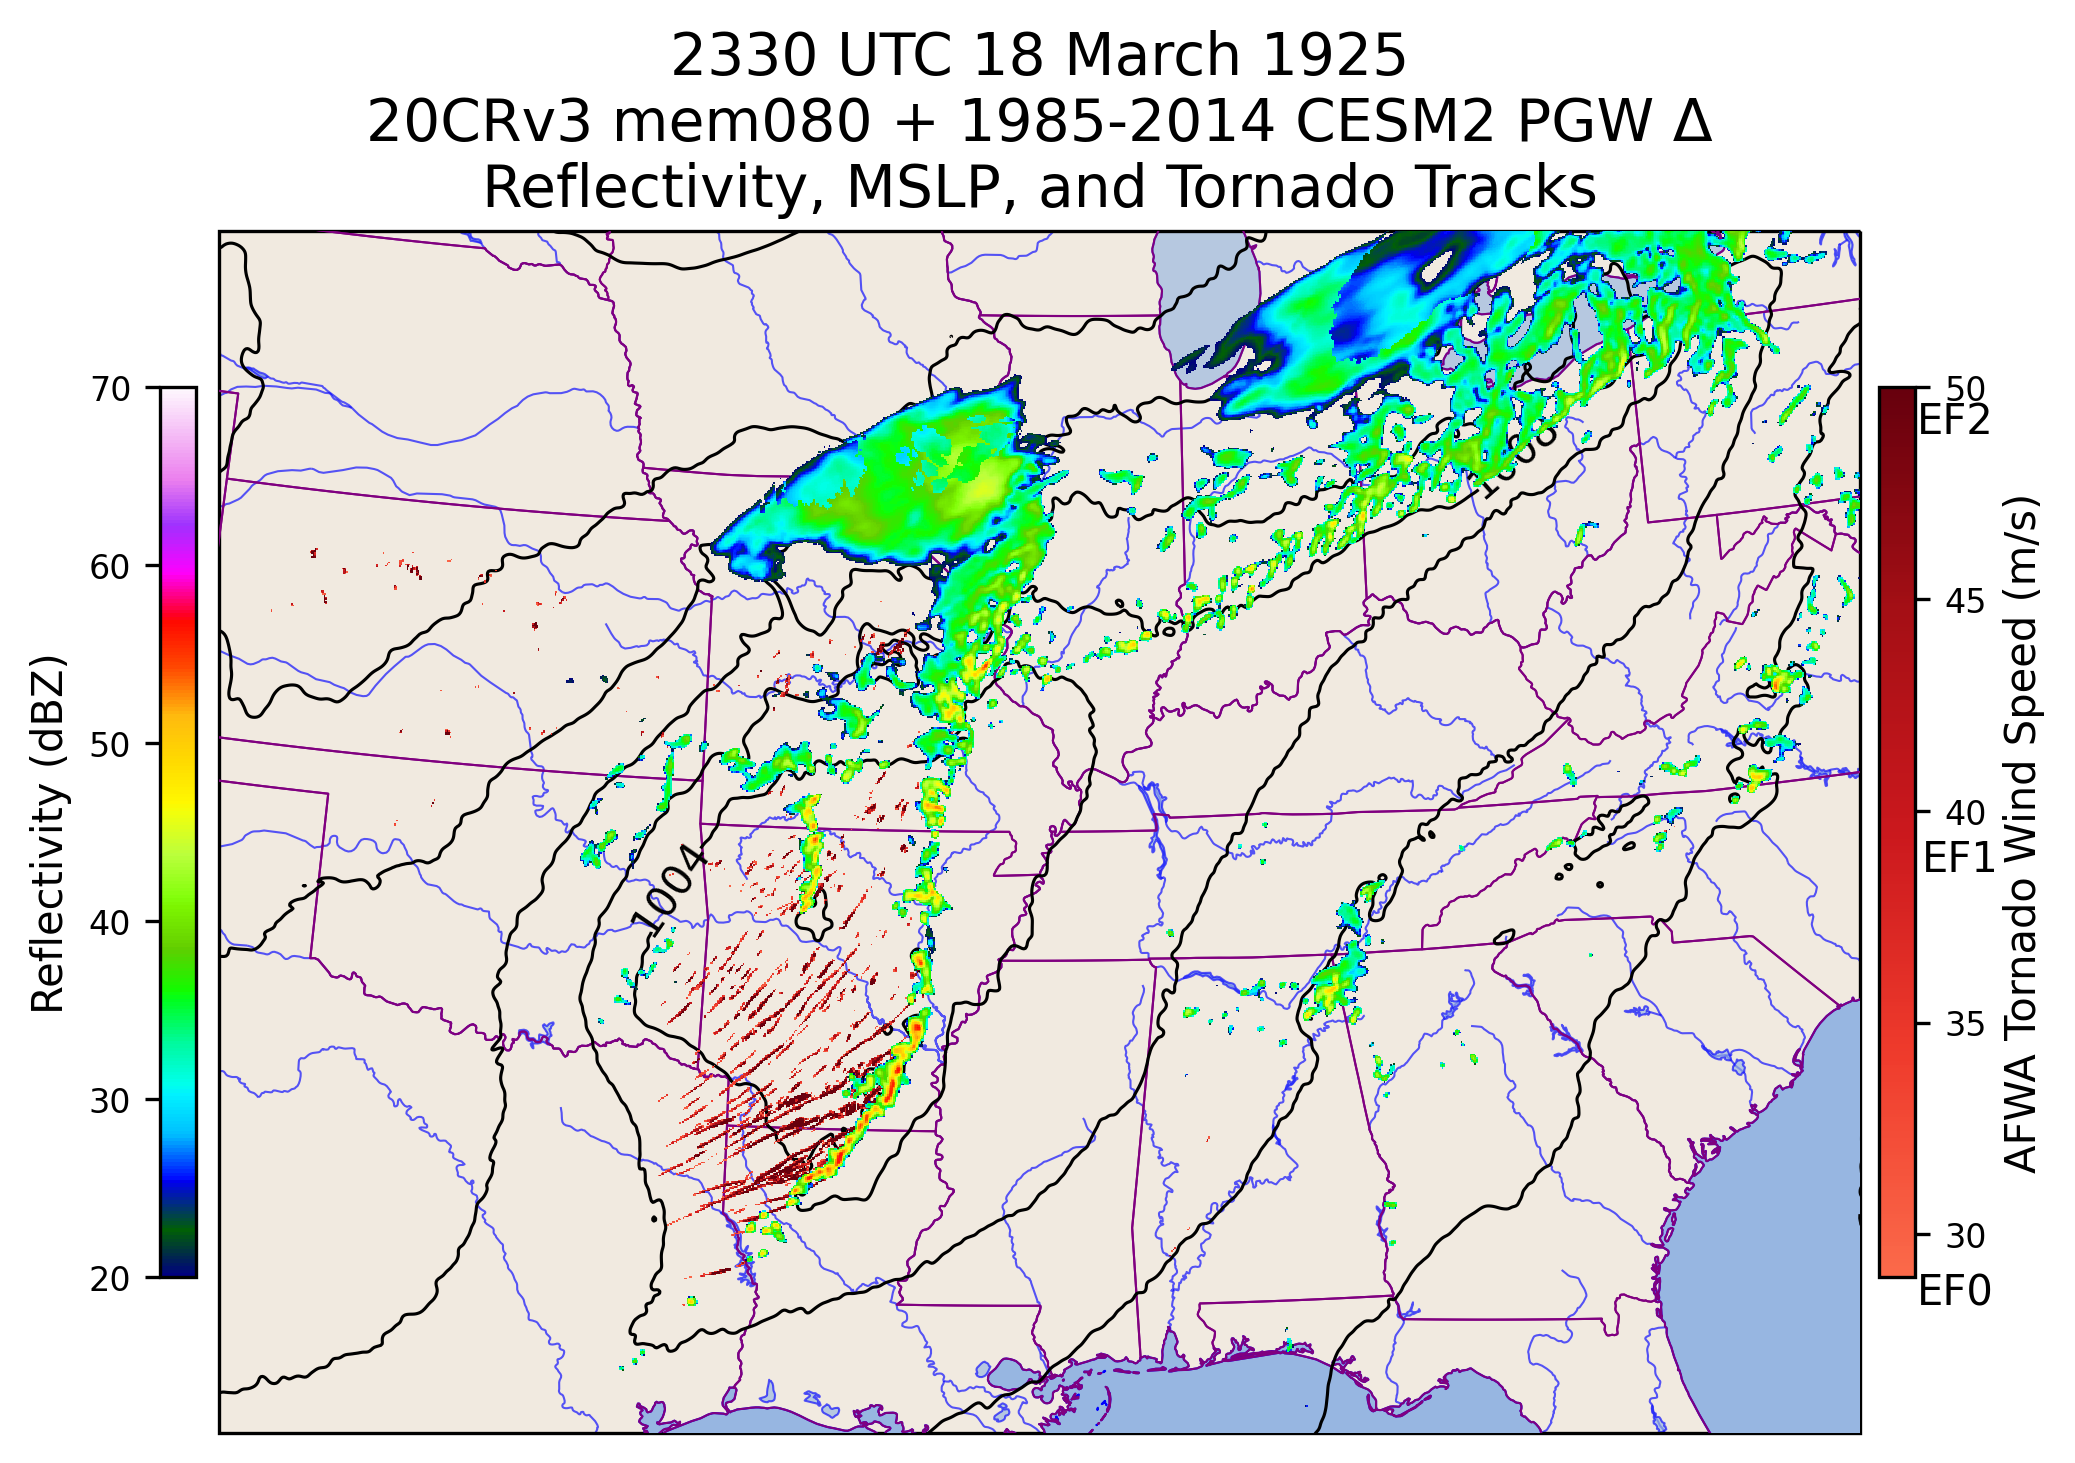 2330 UTC 18 March 1925
20CRv3 mem080 + 1985-2014 CESM2 PGW Δ
Reflectivity, MSLP, and Tornado Tracks
70
60
50
40
30
20
Reflectivity (dBZ)
1004
50
EF2
45
40
EF1
35
30
EF0
AFWA Tornado Wind Speed (m/s)